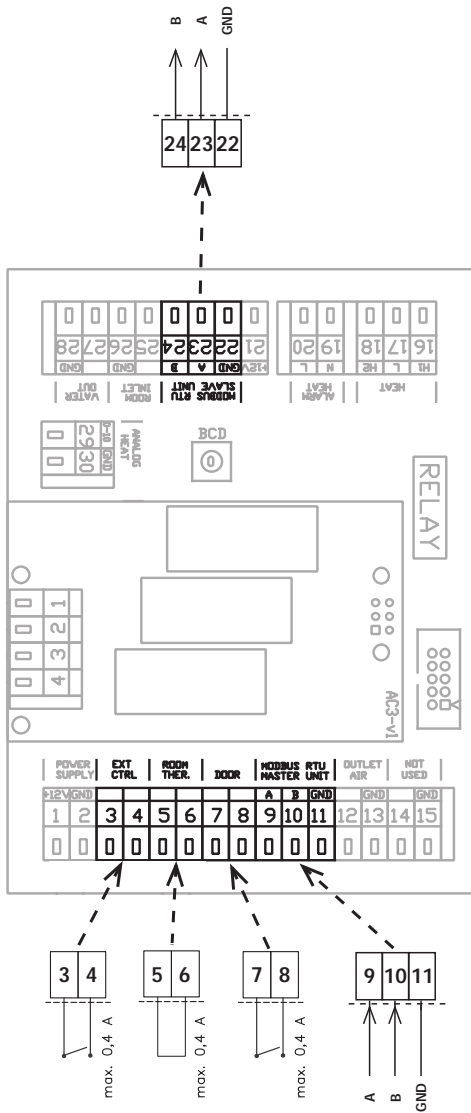 B
A
GND
24 23 22
28 27 26 25 24 23 22 21 20 19 18 17 16
GND GND B A GND +12V L N H2 L H1
WATER OUT
ROOM INLET
MODBUS RTU SLAVE UNIT
ALARM HEAT
HEAT
29 30
0-10 GND
ANALOG HEAT
BCD
RELAY
1
2
3
4
AC3-v1
POWER SUPPLY
EXT CTRL
ROOM THER.
DOOR
MODBUS RTU MASTER UNIT
OUTLET AIR
NOT USED
+12V GND A B GND GND GND
1 2 3 4 5 6 7 8 9 10 11 12 13 14 15
3 4
5 6
7 8
9 10 11
max. 0,4 A
max. 0,4 A
max. 0,4 A
A
B
GND